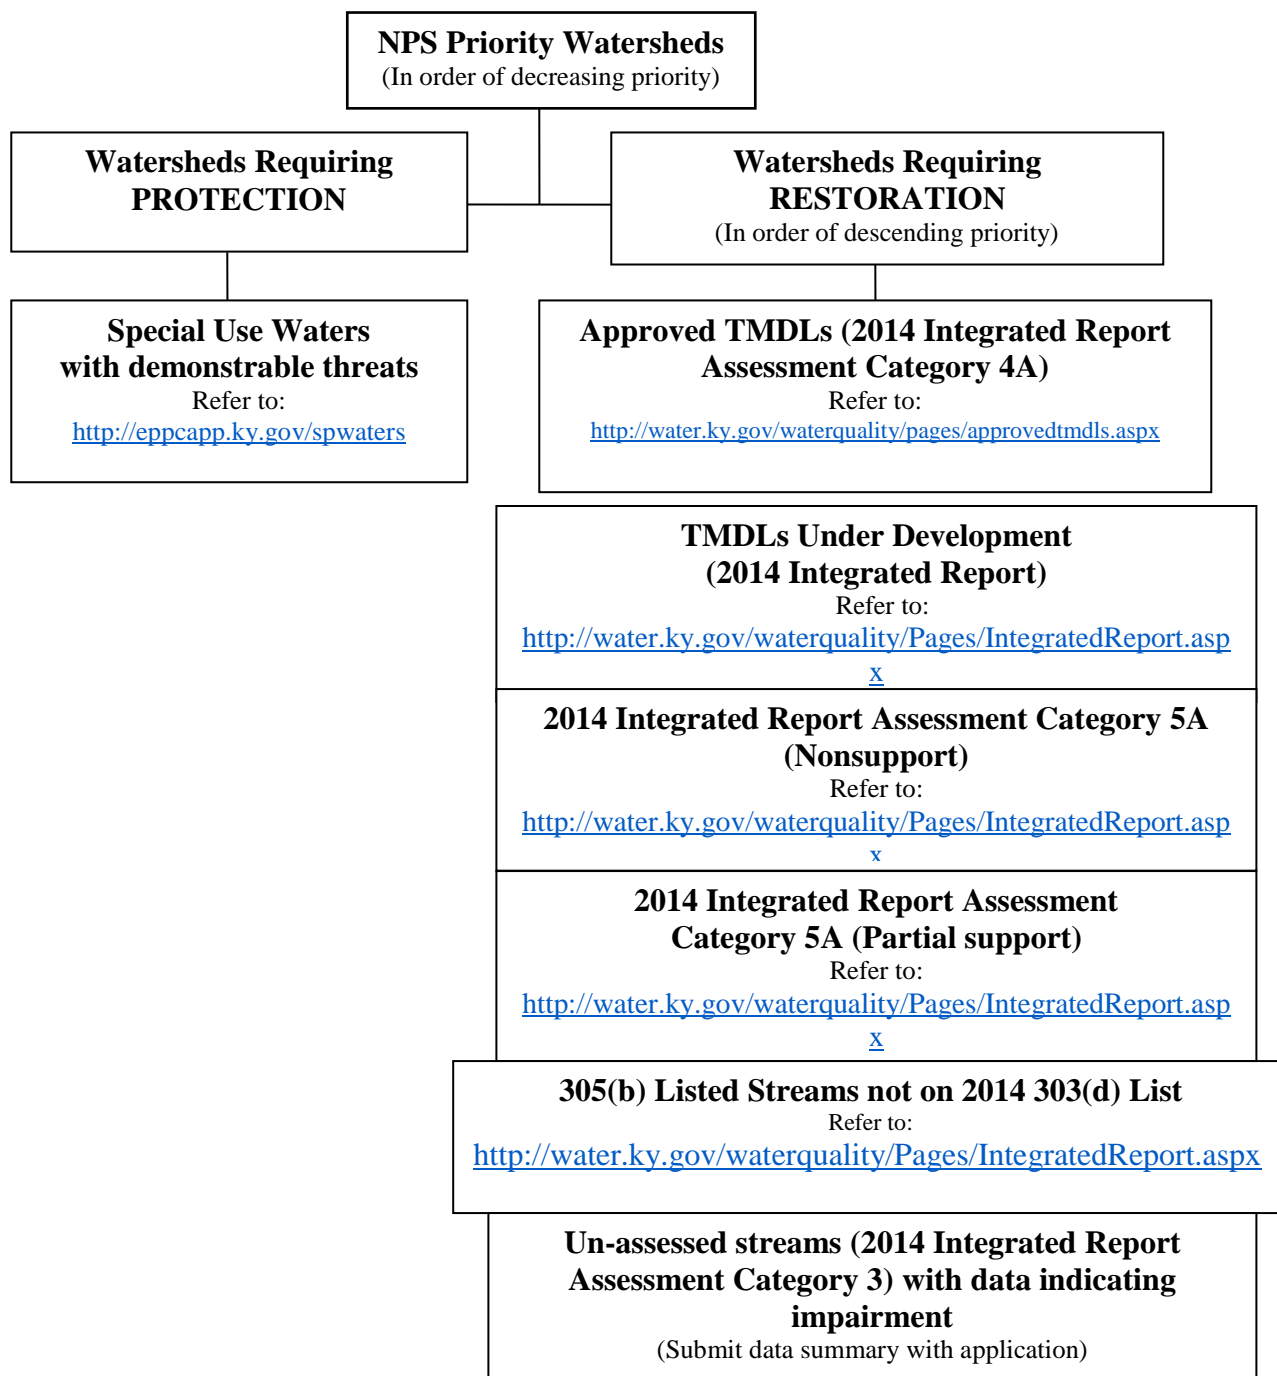 NPS Priority Watersheds
(In order of decreasing priority)
Watersheds Requiring
PROTECTION
Watersheds Requiring
RESTORATION
(In order of descending priority)
Special Use Waters
with demonstrable threats
Refer to:
http://eppcapp.ky.gov/spwaters
Approved TMDLs (2014 Integrated Report
Assessment Category 4A)
Refer to:
http://water.ky.gov/waterquality/pages/approvedtmdls.aspx
TMDLs Under Development
(2014 Integrated Report)
Refer to:
http://water.ky.gov/waterquality/Pages/IntegratedReport.asp
x
2014 Integrated Report Assessment Category 5A
(Nonsupport)
Refer to:
http://water.ky.gov/waterquality/Pages/IntegratedReport.asp
x
2014 Integrated Report Assessment
Category 5A (Partial support)
Refer to:
http://water.ky.gov/waterquality/Pages/IntegratedReport.asp
x
305(b) Listed Streams not on 2014 303(d) List
Refer to:
http://water.ky.gov/waterquality/Pages/IntegratedReport.aspx
Un-assessed streams (2014 Integrated Report
Assessment Category 3) with data indicating
impairment
(Submit data summary with application)